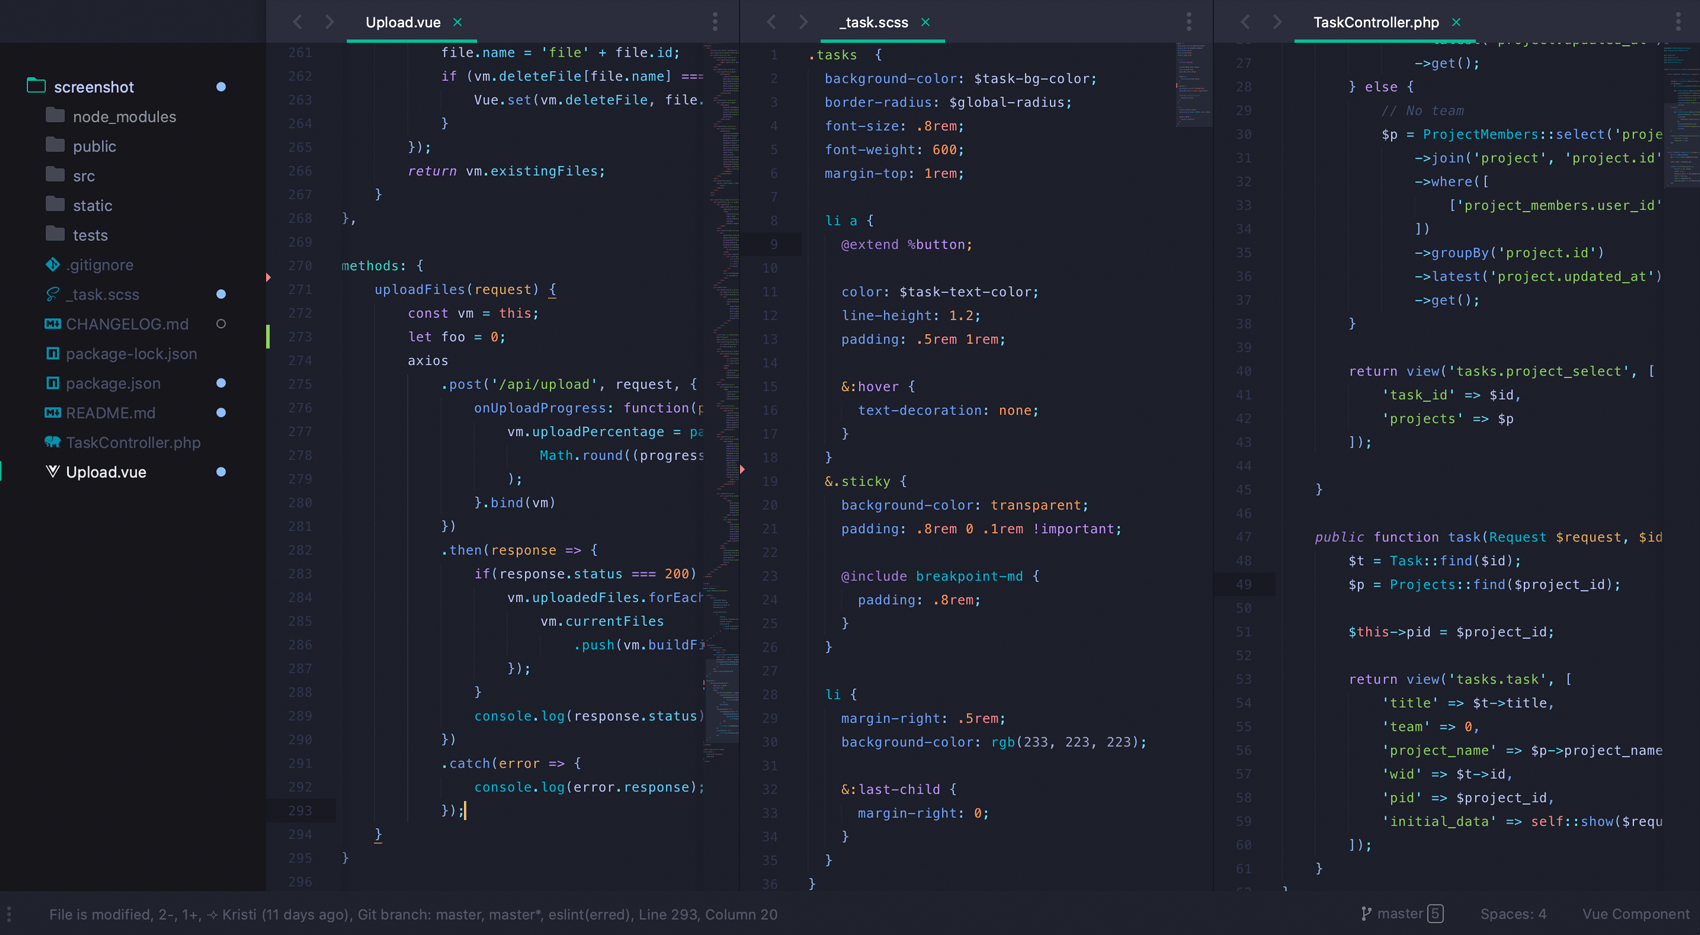 Upload.vue ×
_task.scss ×
TaskController.php ×
screenshot
node_modules
public
src
static
tests
.gitignore
_task.scss
CHANGELOG.md
package-lock.json
package.json
README.md
TaskController.php
Upload.vue
261 file.name = 'file' + file.id;
262 if (vm.deleteFile[file.name] ===
263 Vue.set(vm.deleteFile, file.
264 }
265 });
266 return vm.existingFiles;
267 }
268 },
269
270 methods: {
271 uploadFiles(request) {
272 const vm = this;
273 let foo = 0;
274 axios
275 .post('/api/upload', request, {
276 onUploadProgress: function(p
277 vm.uploadPercentage = pa
278 Math.round((progress
279 );
280 }.bind(vm)
281 })
282 .then(response => {
283 if(response.status === 200)
284 vm.uploadedFiles.forEach
285 vm.currentFiles
286 .push(vm.buildFi
287 });
288 }
289 console.log(response.status)
290 })
291 .catch(error => {
292 console.log(error.response);
293 });
294 }
295 }
296
1 .tasks {
2 background-color: $task-bg-color;
3 border-radius: $global-radius;
4 font-size: .8rem;
5 font-weight: 600;
6 margin-top: 1rem;
7
8 li a {
9 @extend %button;
10
11 color: $task-text-color;
12 line-height: 1.2;
13 padding: .5rem 1rem;
14
15 &:hover {
16 text-decoration: none;
17 }
18 }
19 &.sticky {
20 background-color: transparent;
21 padding: .8rem 0 .1rem !important;
22
23 @include breakpoint-md {
24 padding: .8rem;
25 }
26 }
27
28 li {
29 margin-right: .5rem;
30 background-color: rgb(233, 223, 223);
31
32 &:last-child {
33 margin-right: 0;
34 }
35 }
36 }
27 ->get();
28 } else {
29 // No team
30 $p = ProjectMembers::select('proje
31 ->join('project', 'project.id'
32 ->where([
33 ['project_members.user_id'
34 ])
35 ->groupBy('project.id')
36 ->latest('project.updated_at')
37 ->get();
38 }
39
40 return view('tasks.project_select', [
41 'task_id' => $id,
42 'projects' => $p
43 ]);
44
45 }
46
47 public function task(Request $request, $id
48 $t = Task::find($id);
49 $p = Projects::find($project_id);
50
51 $this->pid = $project_id;
52
53 return view('tasks.task', [
54 'title' => $t->title,
55 'team' => 0,
56 'project_name' => $p->project_name
57 'wid' => $t->id,
58 'pid' => $project_id,
59 'initial_data' => self::show($requ
60 ]);
61 }
File is modified, 2-, 1+, ⟢ Kristi (11 days ago), Git branch: master, master*, eslint(erred), Line 293, Column 20
master 5
Spaces: 4
Vue Component